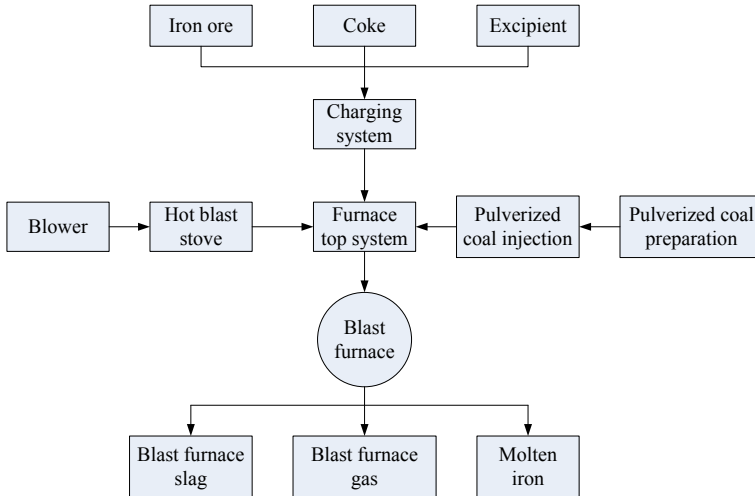 Iron ore
Coke
Excipient
Charging
system
Blower
Hot blast
stove
Furnace
top system
Pulverized
coal injection
Pulverized coal
preparation
Blast
furnace
Blast furnace
slag
Blast furnace
gas
Molten
iron